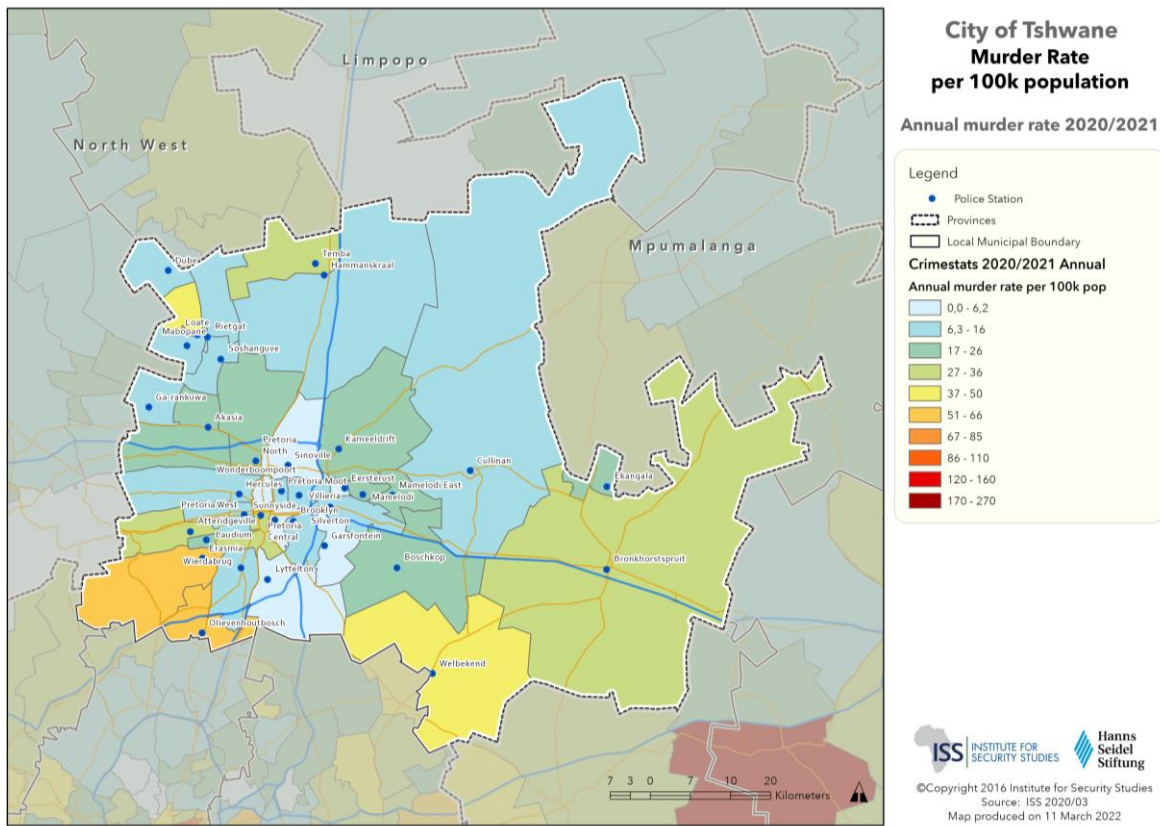 City of Tshwane
Murder Rate
per 100k population
Annual murder rate 2020/2021
Legend
Police Station
Provinces
Local Municipal Boundary
Crimestats 2020/2021 Annual
Annual murder rate per 100k pop
0,0 - 6,2
6,3 - 16
17 - 26
27 - 36
37 - 50
51 - 66
67 - 85
86 - 110
120 - 160
170 - 270
Limpopo
North West
Mpumalanga
Dube
Temba
Hammanskraal
Loate
Rietgat
Mabopane
Soshanguve
Ga-rankuwa
Akasia
Pretoria
North
Kameeldrift
Sinoville
Wonderboompoort
Cullinan
Ekangala
Hercules
Pretoria Moot
Eersterust
Mamelodi East
Villieria
Mamelodi
Pretoria West
Sunnyside
Brooklyn
Atteridgeville
Pretoria
Central
Silverton
Laudium
Garsfontein
Erasmia
Wierdabrug
Lyttelton
Boschkop
Bronkhorstspruit
Olievenhoutbosch
Welbekend
7 3 0 7 10 20
Kilometers
ISS INSTITUTE FOR
SECURITY STUDIES
Hanns
Seidel
Stiftung
©Copyright 2016 Institute for Security Studies
Source: ISS 2020/03
Map produced on 11 March 2022